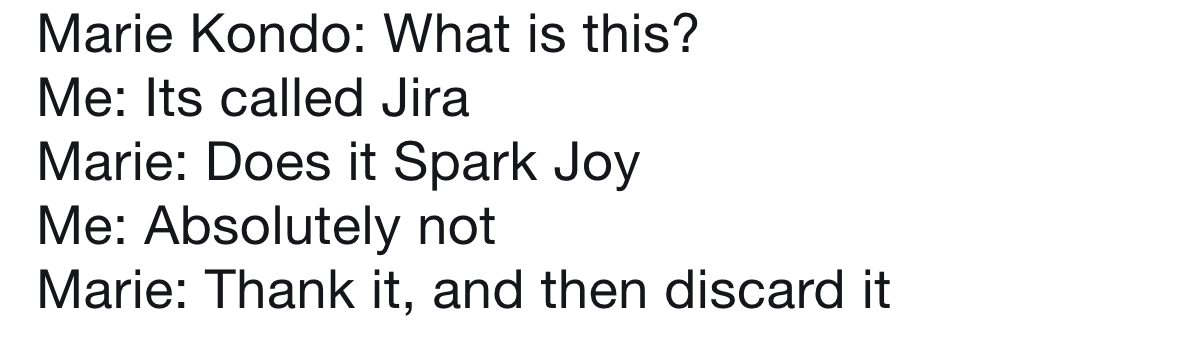 Marie Kondo: What is this?
Me: Its called Jira
Marie: Does it Spark Joy
Me: Absolutely not
Marie: Thank it, and then discard it